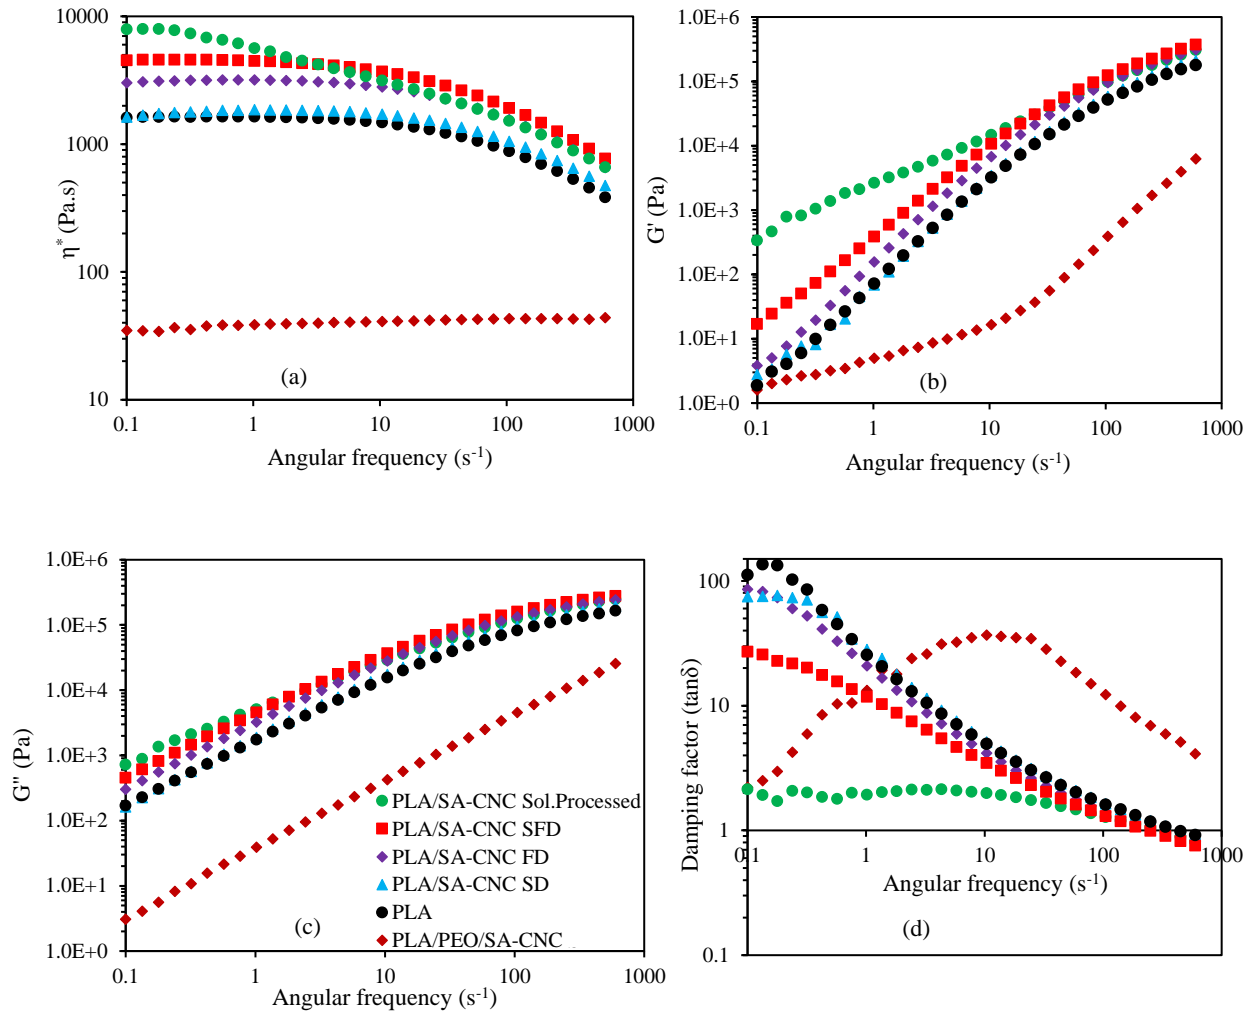 10000
1000
100
10
η* (Pa.s)
0.1 1 10 100 1000
Angular frequency (s⁻¹)
(a)
1.0E+6
1.0E+5
1.0E+4
1.0E+3
1.0E+2
1.0E+1
1.0E+0
G' (Pa)
0.1 1 10 100 1000
Angular frequency (s⁻¹)
(b)
1.0E+6
1.0E+5
1.0E+4
1.0E+3
1.0E+2
1.0E+1
1.0E+0
G'' (Pa)
PLA/SA-CNC Sol.Processed
PLA/SA-CNC SFD
PLA/SA-CNC FD
PLA/SA-CNC SD
PLA
PLA/PEO/SA-CNC
(c)
0.1 1 10 100 1000
Angular frequency (s⁻¹)
100
10
1
0.1
Damping factor (tanδ)
0.1 1 10 100 1000
Angular frequency (s⁻¹)
(d)